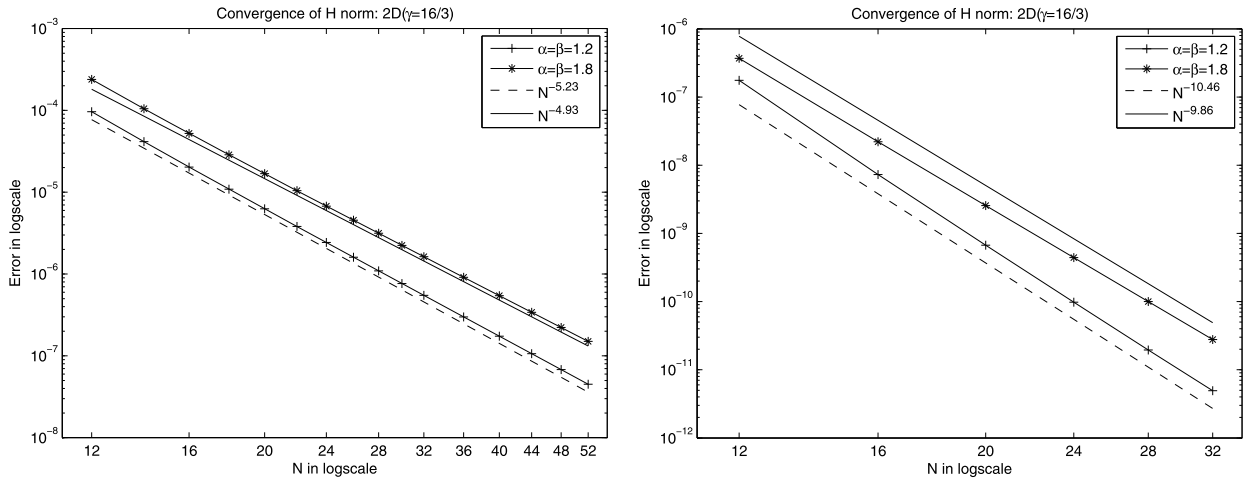 Convergence of H norm: 2D(γ=16/3)
10^-3
10^-4
10^-5
10^-6
10^-7
10^-8
Error in logscale
α=β=1.2
α=β=1.8
N^-5.23
N^-4.93
12 16 20 24 28 32 36 40 44 48 52
N in logscale
Convergence of H norm: 2D(γ=16/3)
10^-6
10^-7
10^-8
10^-9
10^-10
10^-11
10^-12
Error in logscale
α=β=1.2
α=β=1.8
N^-10.46
N^-9.86
12 16 20 24 28 32
N in logscale